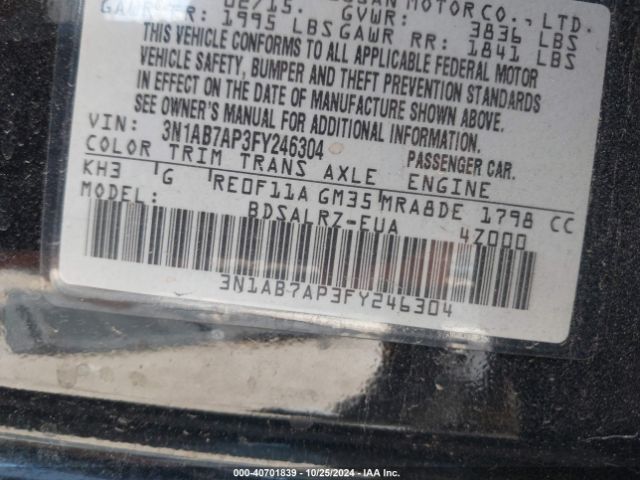 02/15. GVWR: 3836 LBS
GAWR FR: 1995 LBS GAWR RR: 1841 LBS
THIS VEHICLE CONFORMS TO ALL APPLICABLE FEDERAL MOTOR
VEHICLE SAFETY, BUMPER AND THEFT PREVENTION STANDARDS
IN EFFECT ON THE DATE OF MANUFACTURE SHOWN ABOVE.
SEE OWNER'S MANUAL FOR ADDITIONAL INFORMATION.
VIN: 3N1AB7AP3FY246304 PASSENGER CAR.
COLOR TRIM TRANS AXLE ENGINE
KH3 G RE0F11A GM35 MRA8DE 1798 CC
MODEL: BDSALRZ-EUA 4Z000
3N1AB7AP3FY246304
000-40701839 - 10/25/2024 - IAA Inc.